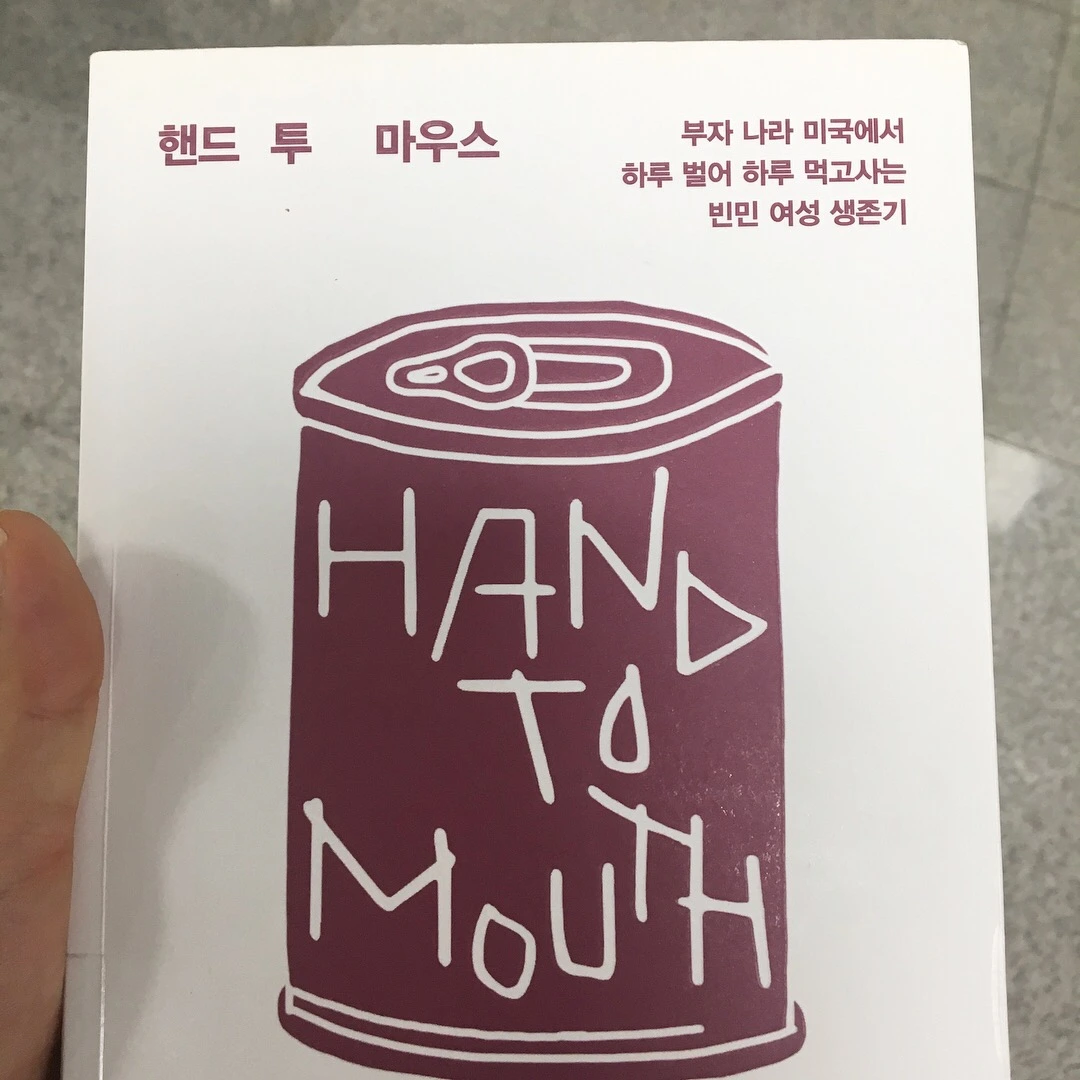 핸드 투 마우스
부자 나라 미국에서
하루 벌어 하루 먹고사는
빈민 여성 생존기
HAND
TO
MOUTH